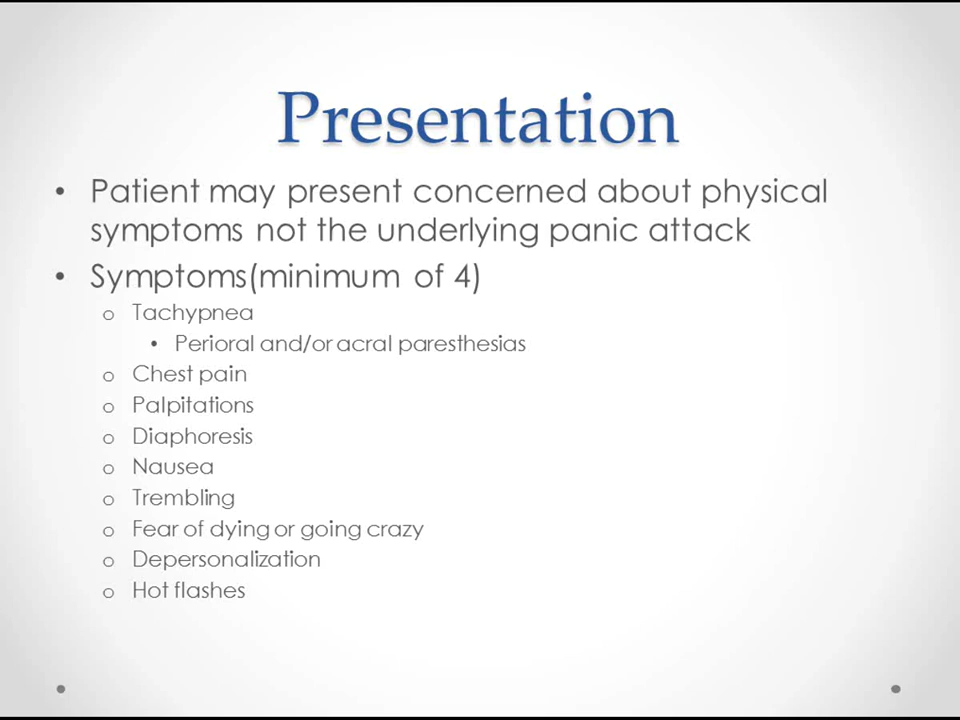 Presentation
• Patient may present concerned about physical
symptoms not the underlying panic attack
• Symptoms(minimum of 4)
o Tachypnea
• Perioral and/or acral paresthesias
o Chest pain
o Palpitations
o Diaphoresis
o Nausea
o Trembling
o Fear of dying or going crazy
o Depersonalization
o Hot flashes